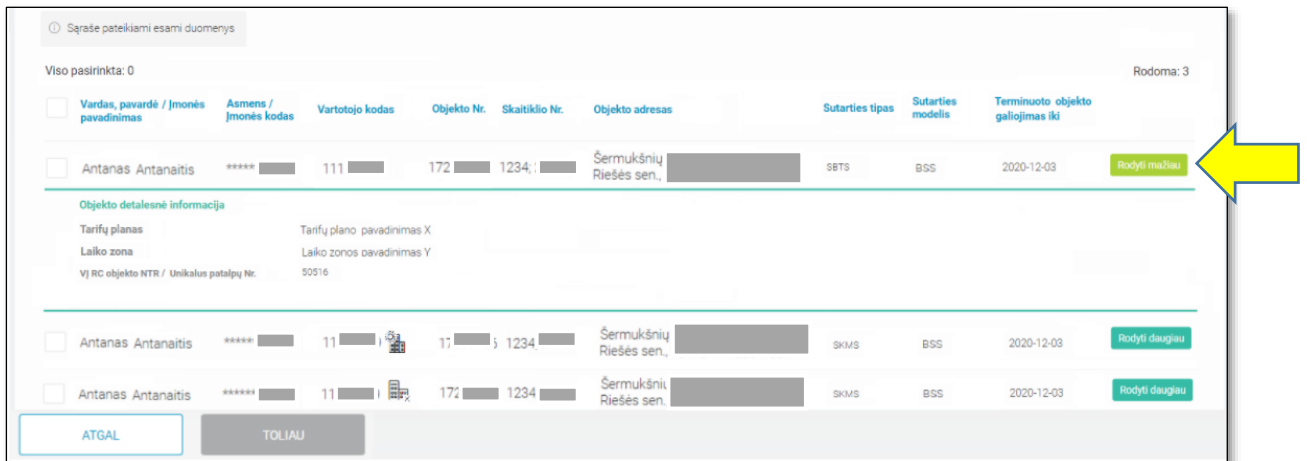 Sąraše pateikiami esami duomenys
Viso pasirinkta: 0 Rodoma: 3
Vardas, pavardė / Įmonės pavadinimas Asmens / Įmonės kodas Vartotojo kodas Objekto Nr. Skaitiklio Nr. Objekto adresas Sutarties tipas Sutarties modelis Terminuoto objekto galiojimas iki
Antanas Antanaitis ***** 111 172 1234; Šermukšnių Riešės sen., SBTS BSS 2020-12-03 Rodyti mažiau
Objekto detalesnė informacija
Tarifų planas Tarifų plano pavadinimas X
Laiko zona Laiko zonos pavadinimas Y
VĮ RC objekto NTR / Unikalus patalpų Nr. 50516
Antanas Antanaitis ***** 11 1234 Šermukšnių Riešės sen., SKMS BSS 2020-12-03 Rodyti daugiau
Antanas Antanaitis ****** 11 172 1234 Riešės sen. SKMS BSS 2020-12-03 Rodyti daugiau
ATGAL TOLIAU